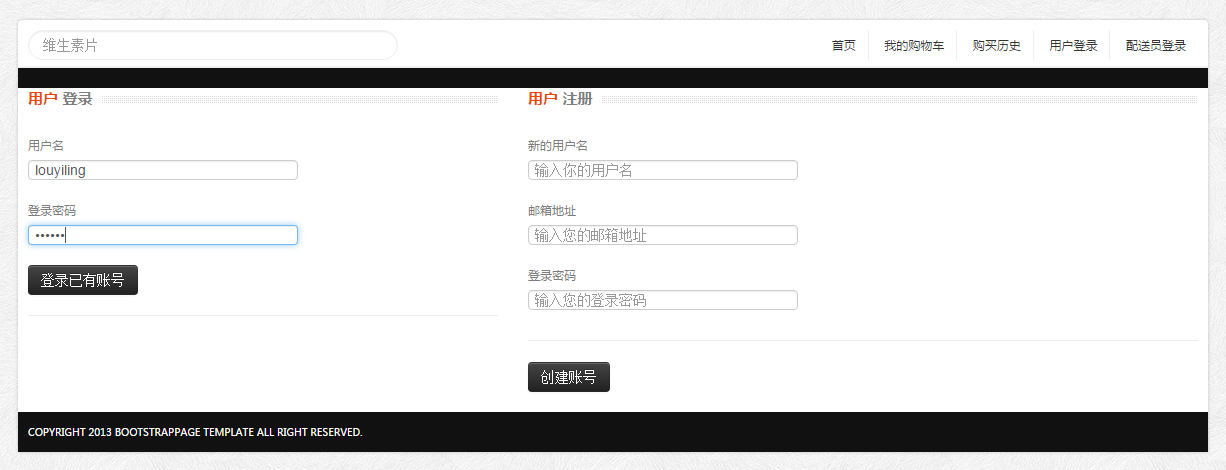 维生素片
首页 我的购物车 购买历史 用户登录 配送员登录
用户 登录
用户名
louyiling
登录密码
••••••
登录已有账号
用户 注册
新的用户名
输入你的用户名
邮箱地址
输入您的邮箱地址
登录密码
输入您的登录密码
创建账号
COPYRIGHT 2013 BOOTSTRAPPAGE TEMPLATE ALL RIGHT RESERVED.